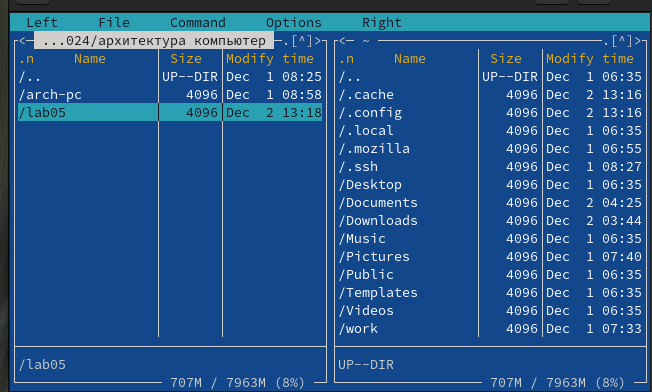 Left File Command Options Right
<─ ...024/архитектура компьютер ─.[^]>
.n Name Size Modify time
/.. UP--DIR Dec 1 08:25
/arch-pc 4096 Dec 1 08:58
/lab05 4096 Dec 2 13:18
/lab05
707M / 7963M (8%)
<─ ~ ─.[^]>
.n Name Size Modify time
/.. UP--DIR Dec 1 06:35
/.cache 4096 Dec 2 13:16
/.config 4096 Dec 2 13:16
/.local 4096 Dec 1 06:35
/.mozilla 4096 Dec 1 06:55
/.ssh 4096 Dec 1 08:27
/Desktop 4096 Dec 1 06:35
/Documents 4096 Dec 2 04:25
/Downloads 4096 Dec 2 03:44
/Music 4096 Dec 1 06:35
/Pictures 4096 Dec 1 07:40
/Public 4096 Dec 1 06:35
/Templates 4096 Dec 1 06:35
/Videos 4096 Dec 1 06:35
/work 4096 Dec 1 07:33
UP--DIR
707M / 7963M (8%)